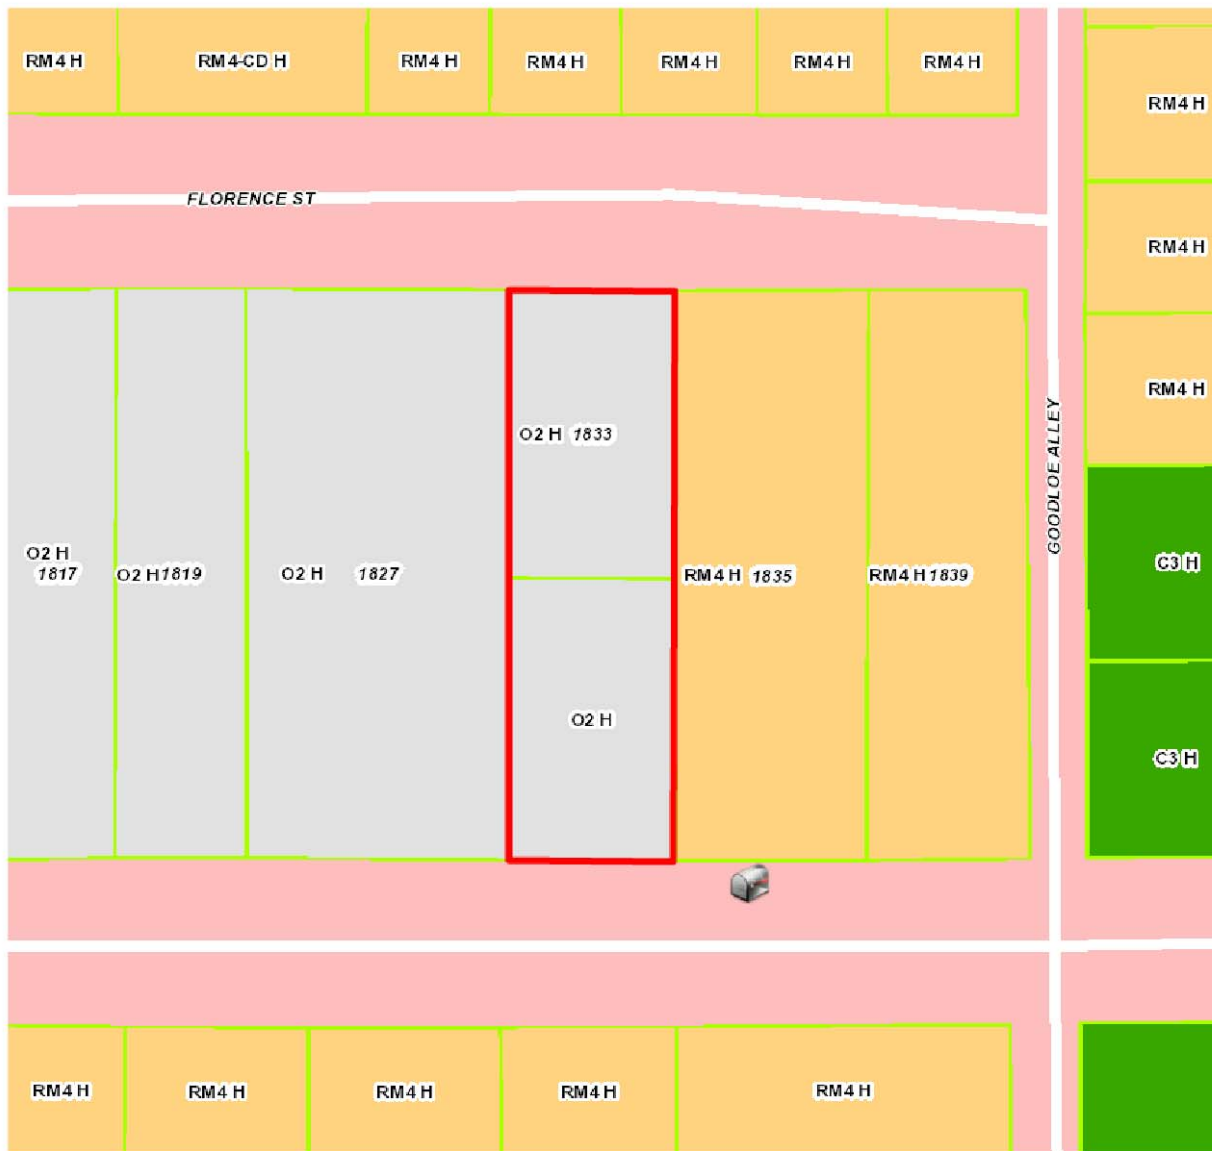 RM4 H
RM4-CD H
RM4 H
RM4 H
RM4 H
RM4 H
RM4 H
RM4 H
FLORENCE ST
RM4 H
RM4 H
O2 H 1833
GOODLOE ALLEY
O2 H
1817
O2 H 1819
O2 H 1827
RM4 H 1835
RM4 H 1839
C3 H
O2 H
C3 H
RM4 H
RM4 H
RM4 H
RM4 H
RM4 H